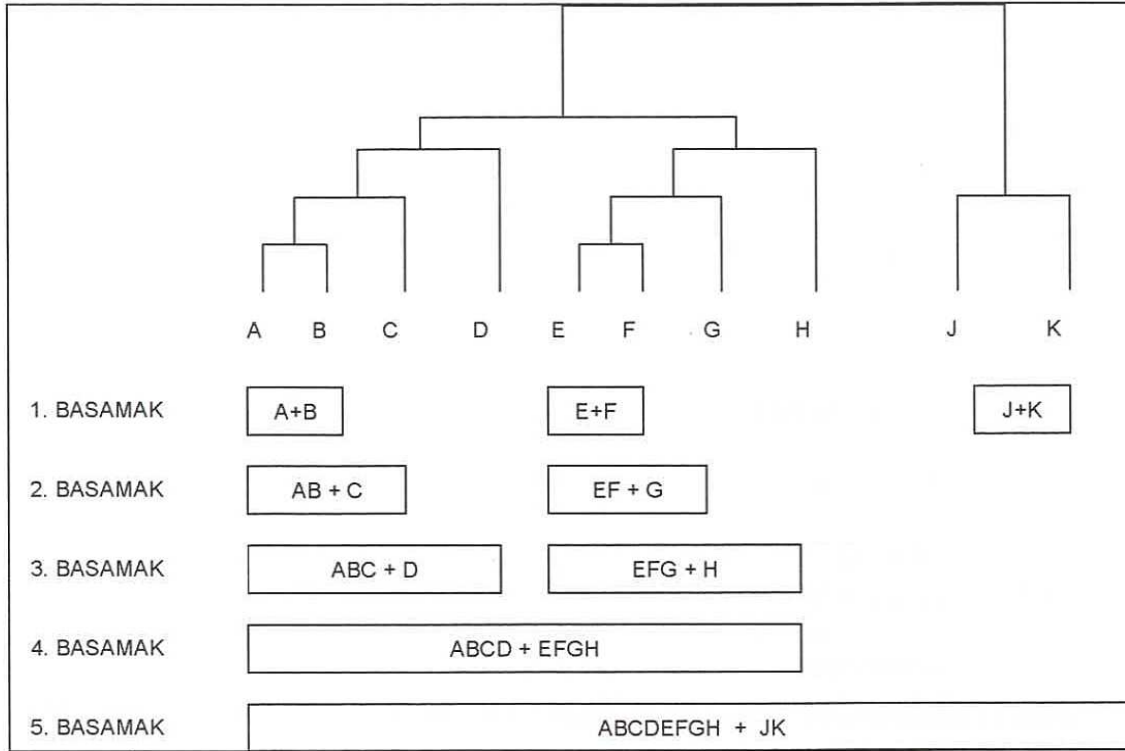 A B C D E F G H J K
1. BASAMAK A+B E+F J+K
2. BASAMAK AB + C EF + G
3. BASAMAK ABC + D EFG + H
4. BASAMAK ABCD + EFGH
5. BASAMAK ABCDEFGH + JK